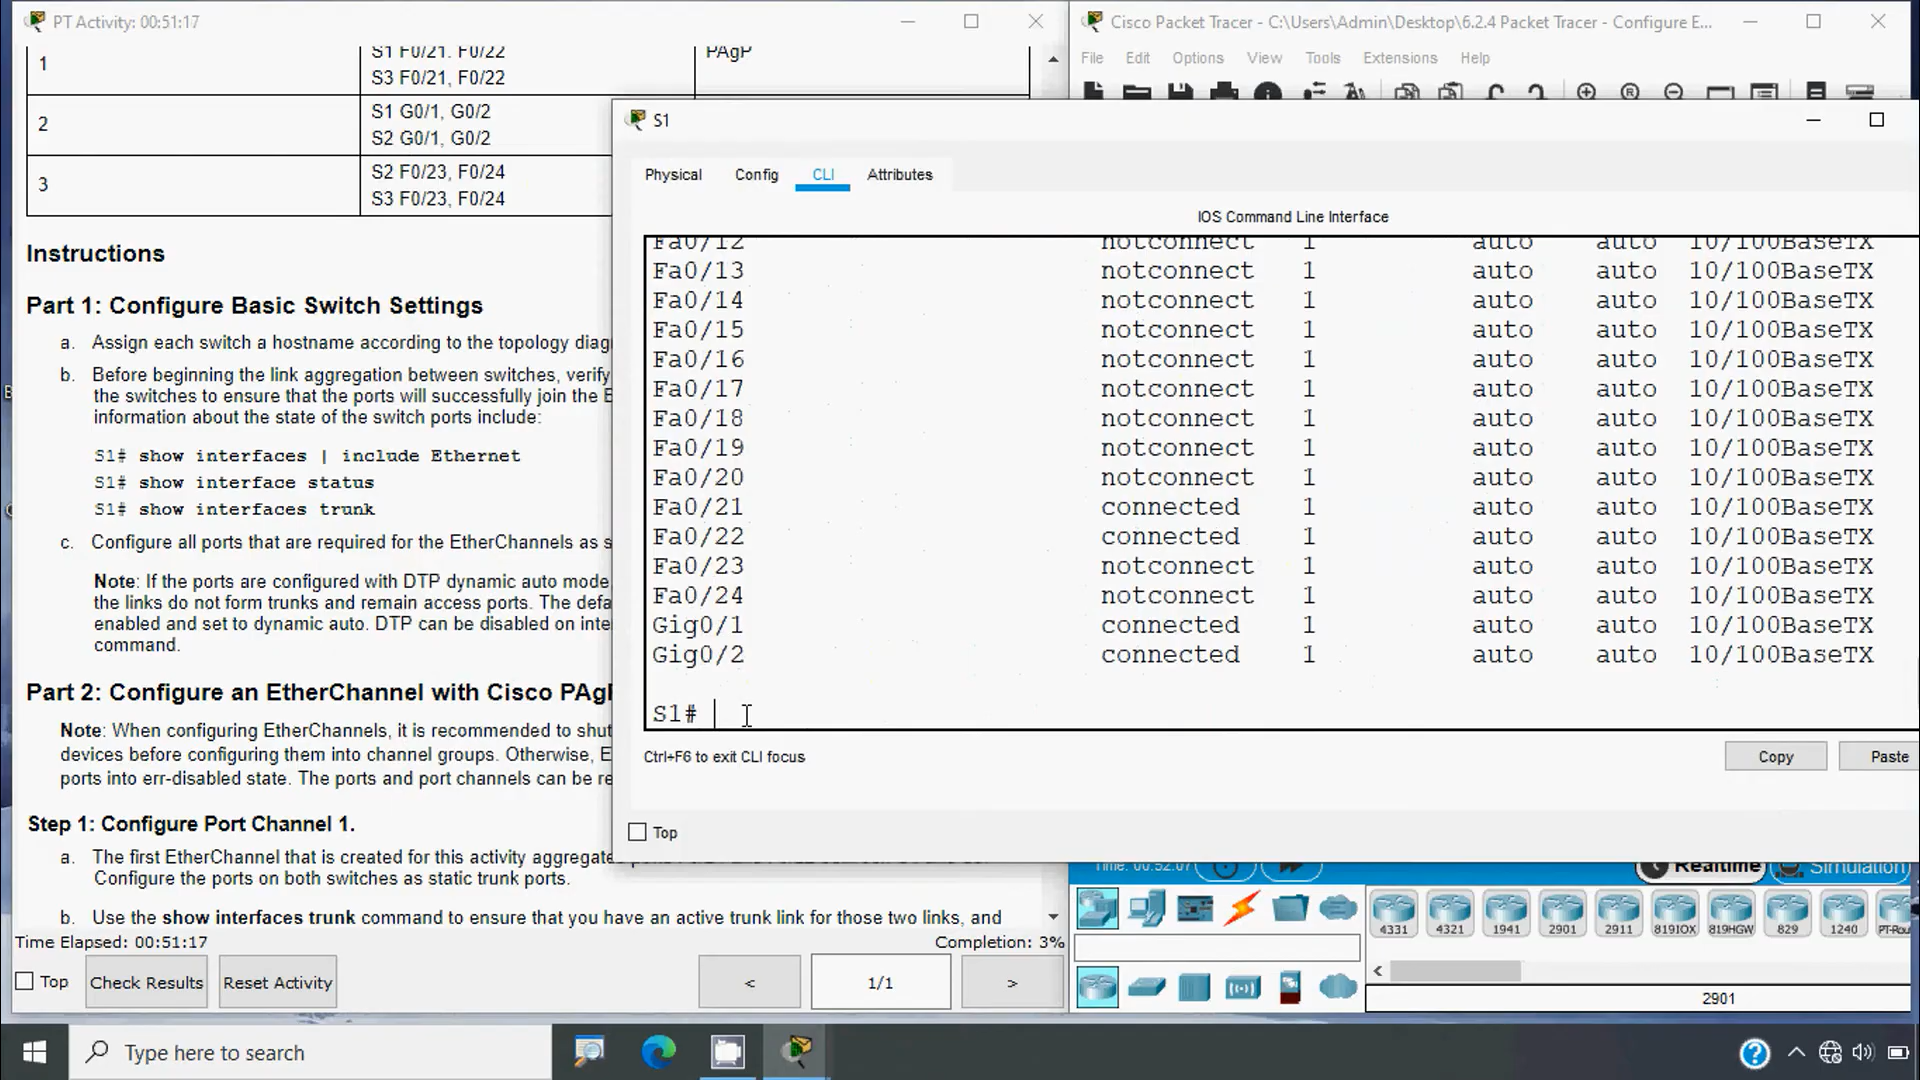 PT Activity: 00:51:17
1
S1 F0/21. F0/22
S3 F0/21, F0/22
PAgP
2
S1 G0/1, G0/2
S2 G0/1, G0/2
3
S2 F0/23, F0/24
S3 F0/23, F0/24
Instructions
Part 1: Configure Basic Switch Settings
a. Assign each switch a hostname according to the topology diag
b. Before beginning the link aggregation between switches, verify
the switches to ensure that the ports will successfully join the E
information about the state of the switch ports include:
S1# show interfaces | include Ethernet
S1# show interface status
S1# show interfaces trunk
c. Configure all ports that are required for the EtherChannels as s
Note: If the ports are configured with DTP dynamic auto mode,
the links do not form trunks and remain access ports. The defa
enabled and set to dynamic auto. DTP can be disabled on inte
command.
Part 2: Configure an EtherChannel with Cisco PAgP
Note: When configuring EtherChannels, it is recommended to shut
devices before configuring them into channel groups. Otherwise, E
ports into err-disabled state. The ports and port channels can be re
Step 1: Configure Port Channel 1.
a. The first EtherChannel that is created for this activity aggregate
Configure the ports on both switches as static trunk ports.
b. Use the show interfaces trunk command to ensure that you have an active trunk link for those two links, and
Time Elapsed: 00:51:17
Completion: 3%
Top
Check Results
Reset Activity
<
1/1
>
Cisco Packet Tracer - C:\Users\Admin\Desktop\6.2.4 Packet Tracer - Configure E...
File Edit Options View Tools Extensions Help
S1
Physical Config CLI Attributes
IOS Command Line Interface
Fa0/12 notconnect 1 auto auto 10/100BaseTX
Fa0/13 notconnect 1 auto auto 10/100BaseTX
Fa0/14 notconnect 1 auto auto 10/100BaseTX
Fa0/15 notconnect 1 auto auto 10/100BaseTX
Fa0/16 notconnect 1 auto auto 10/100BaseTX
Fa0/17 notconnect 1 auto auto 10/100BaseTX
Fa0/18 notconnect 1 auto auto 10/100BaseTX
Fa0/19 notconnect 1 auto auto 10/100BaseTX
Fa0/20 notconnect 1 auto auto 10/100BaseTX
Fa0/21 connected 1 auto auto 10/100BaseTX
Fa0/22 connected 1 auto auto 10/100BaseTX
Fa0/23 notconnect 1 auto auto 10/100BaseTX
Fa0/24 notconnect 1 auto auto 10/100BaseTX
Gig0/1 connected 1 auto auto 10/100BaseTX
Gig0/2 connected 1 auto auto 10/100BaseTX
S1#
Ctrl+F6 to exit CLI focus
Copy
Paste
Top
Time: 00:52:07
Realtime
Simulation
4331 4321 1941 2901 2911 819IOX 819HGW 829 1240 PT-Rou
<
2901
Type here to search